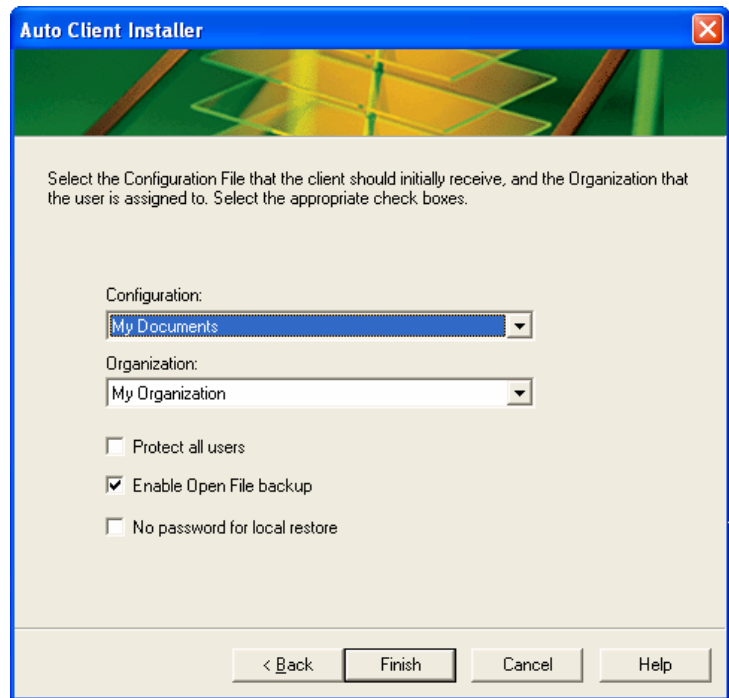 Auto Client Installer
Select the Configuration File that the client should initially receive, and the Organization that
the user is assigned to. Select the appropriate check boxes.
Configuration:
My Documents
Organization:
My Organization
Protect all users
Enable Open File backup
No password for local restore
< Back
Finish
Cancel
Help